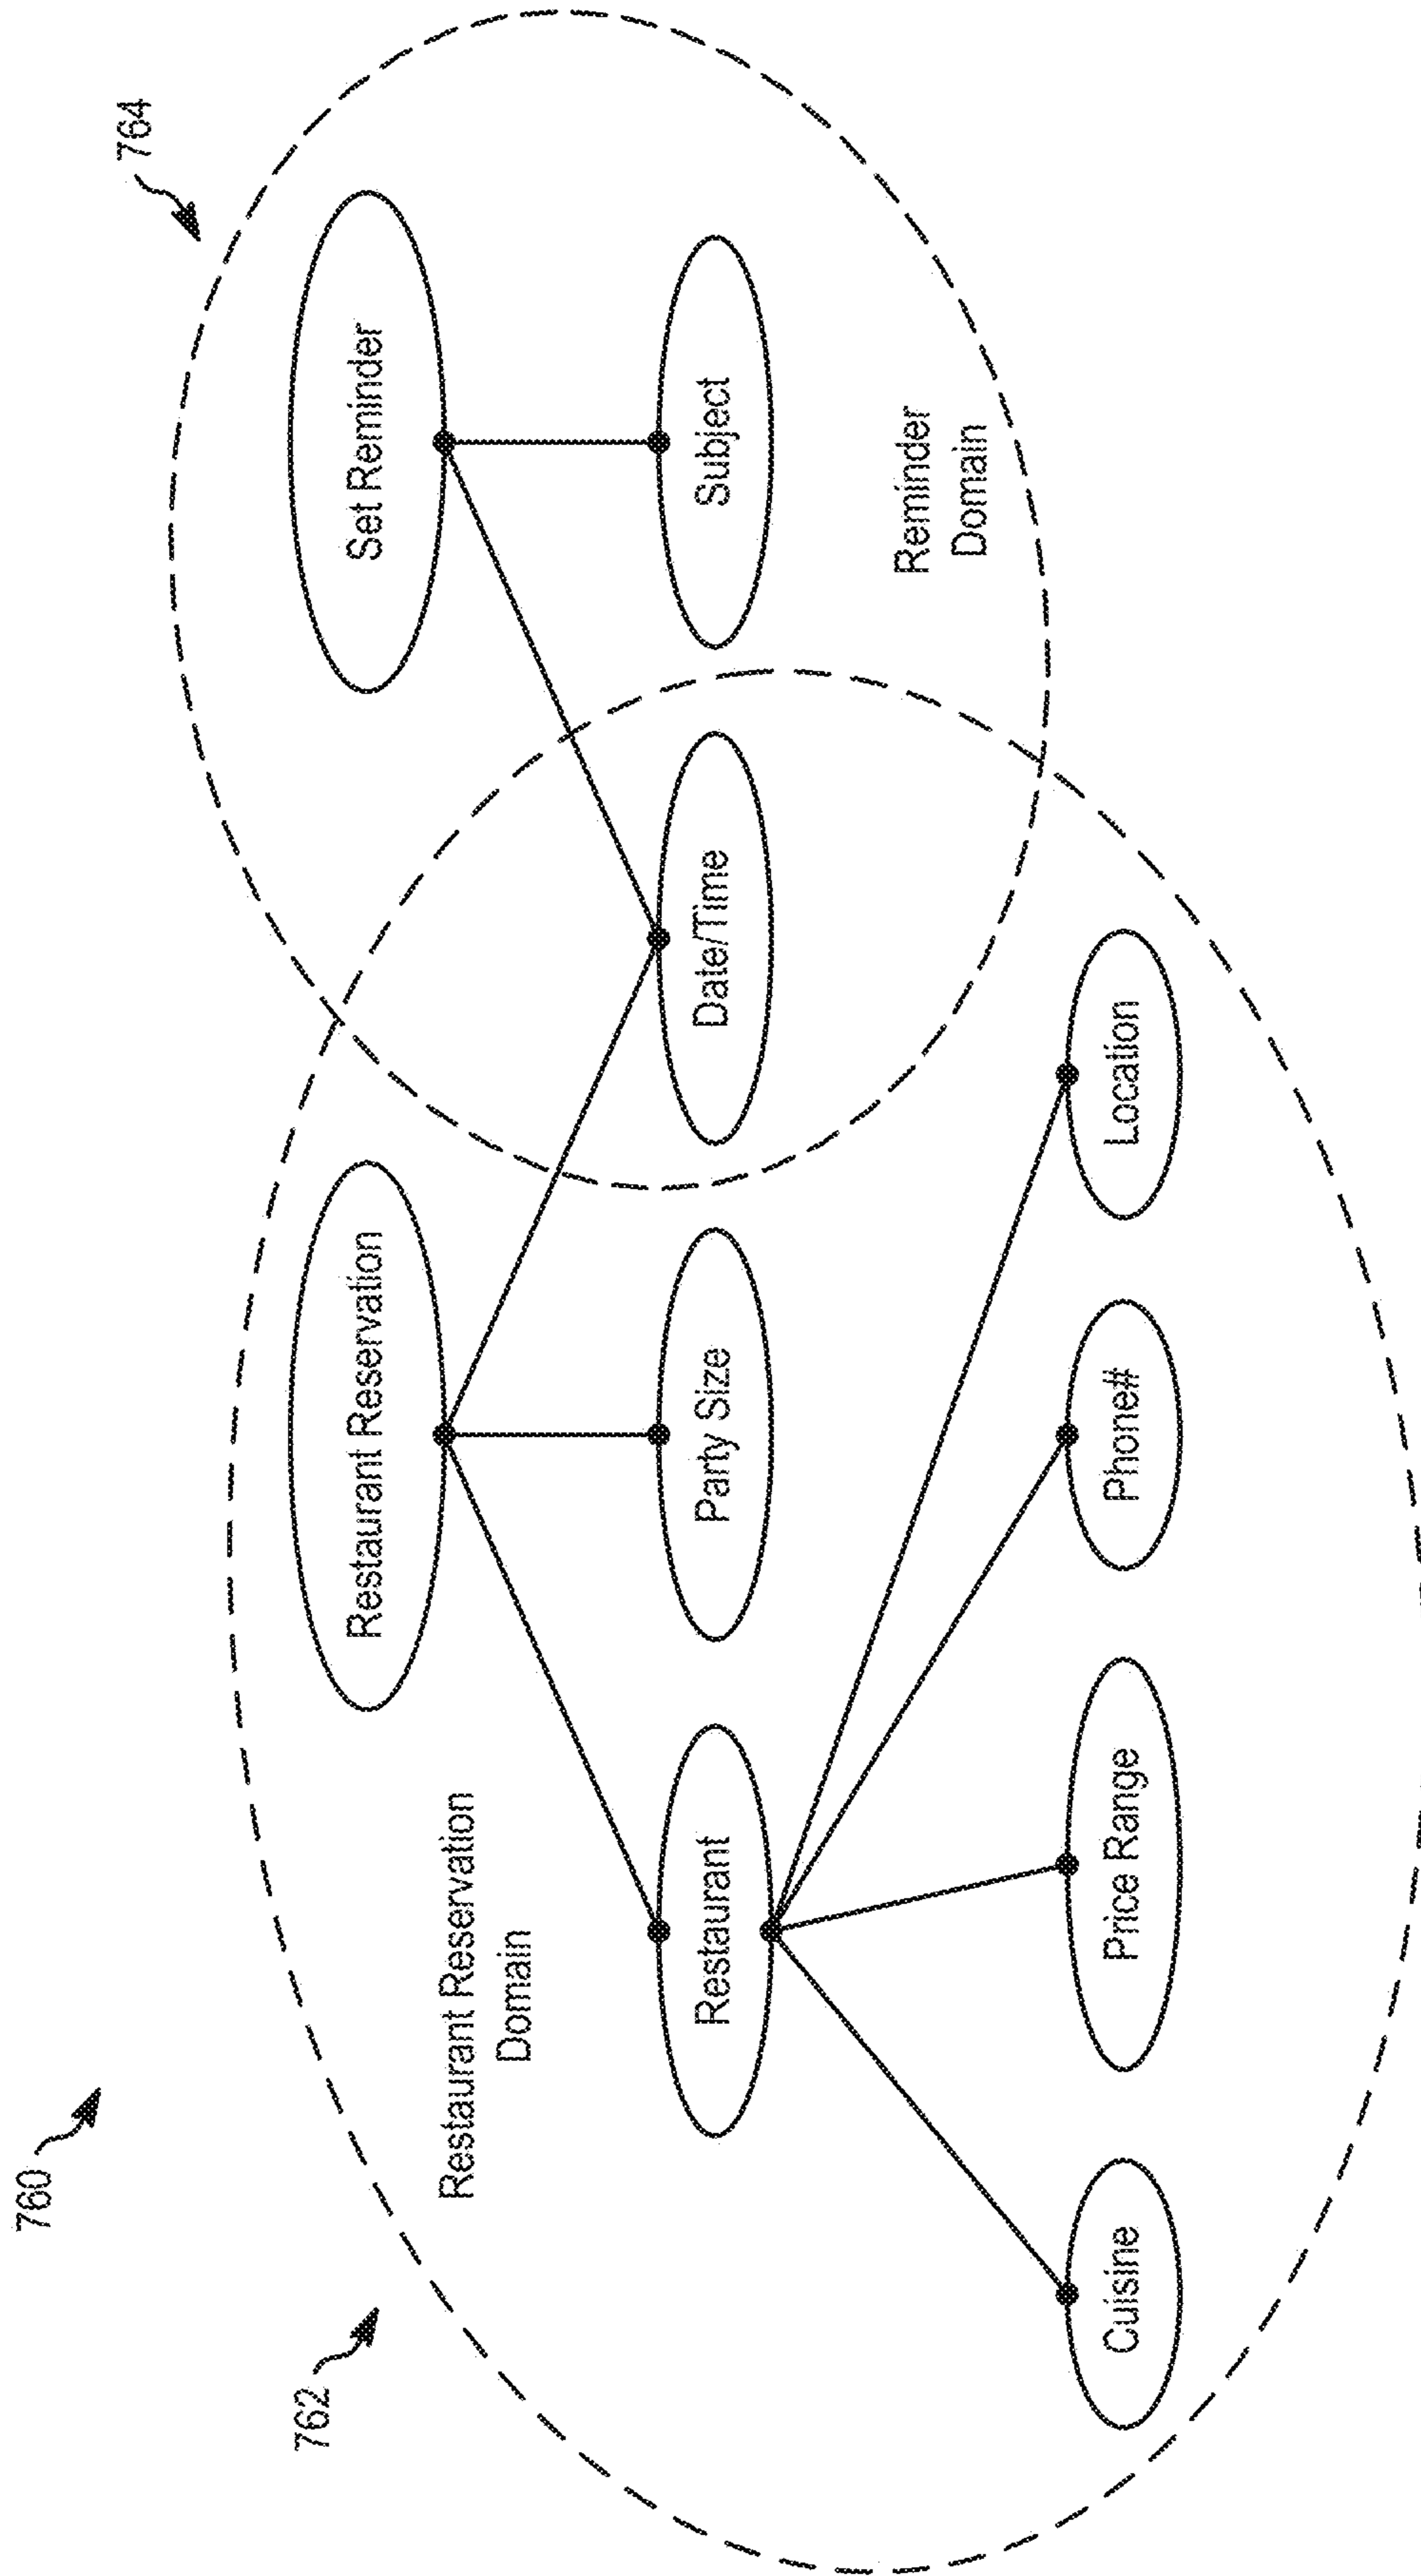 760
762
764
Restaurant Reservation
Set Reminder
Restaurant Reservation
Domain
Restaurant
Party Size
Date/Time
Subject
Reminder
Domain
Cuisine
Price Range
Phone#
Location